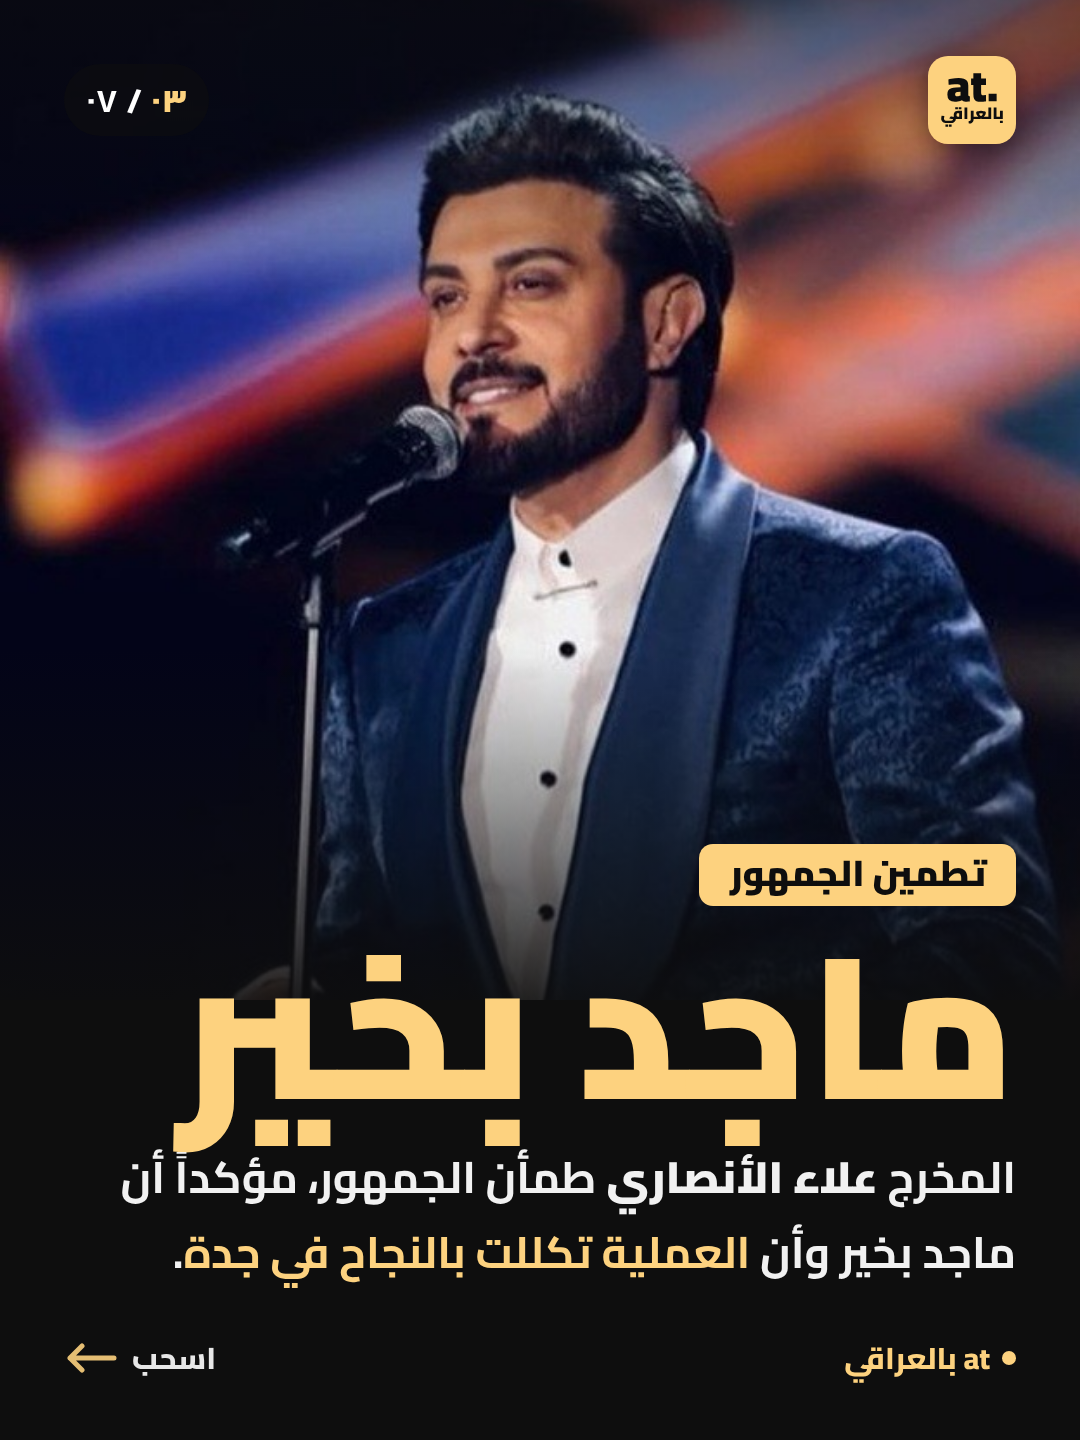 at.
بالعراقي
٠٣ / ٠٧
تطمين الجمهور
ماجد بخير
المخرج علاء الأنصاري طمأن الجمهور، مؤكداً أن
ماجد بخير وأن العملية تكللت بالنجاح في جدة.
at بالعراقي
اسحب